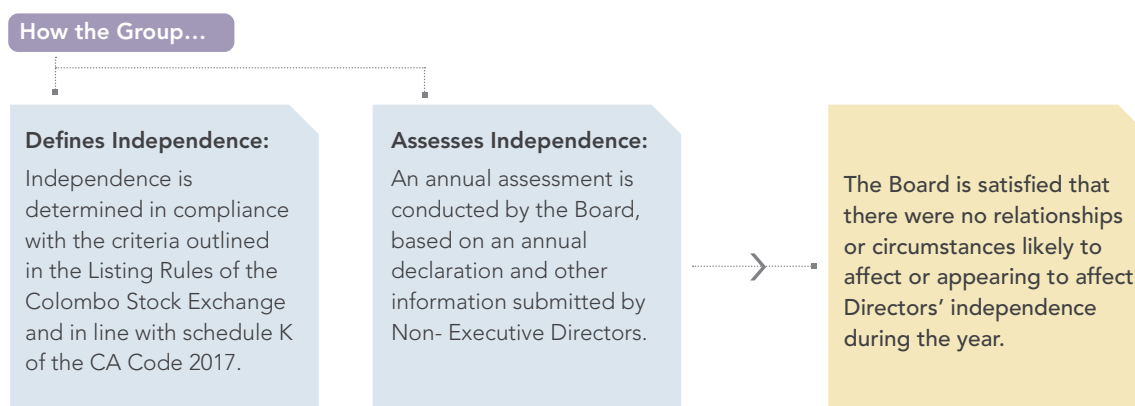 How the Group...
Defines Independence:
Independence is
determined in compliance
with the criteria outlined
in the Listing Rules of the
Colombo Stock Exchange
and in line with schedule K
of the CA Code 2017.
Assesses Independence:
An annual assessment is
conducted by the Board,
based on an annual
declaration and other
information submitted by
Non- Executive Directors.
The Board is satisfied that
there were no relationships
or circumstances likely to
affect or appearing to affect
Directors’ independence
during the year.